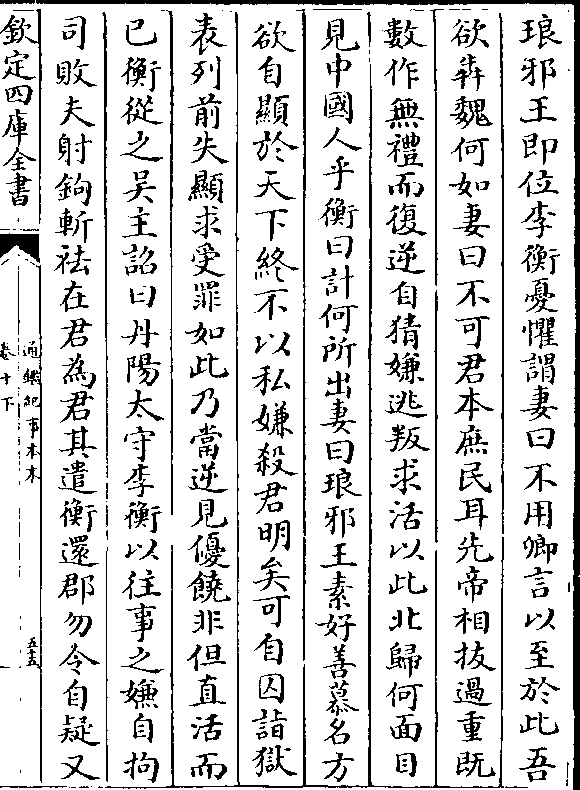 琅邪王即位李衡憂懼謂妻曰不用卿言以至於此吾
欲奔魏何如妻曰不可君本庶民耳先帝相拔過重既
數作無禮而復逆自猜嫌逃叛求活以此北歸何面目
見中國人乎衡曰計何所出妻曰琅邪王素好善慕名方
欲自顯於天下終不以私嫌殺君明矣可自囚詣獄
表列前失顯求受罪如此乃當逆見優饒非但直活而
已衡從之吳主詔曰丹陽太守李衡以往事之嫌自拘
司敗夫射鉤斬袪在君為君其遣衡還郡勿令自疑又
欽定四庫全書
通鑑紀事本末
卷十下
五十五